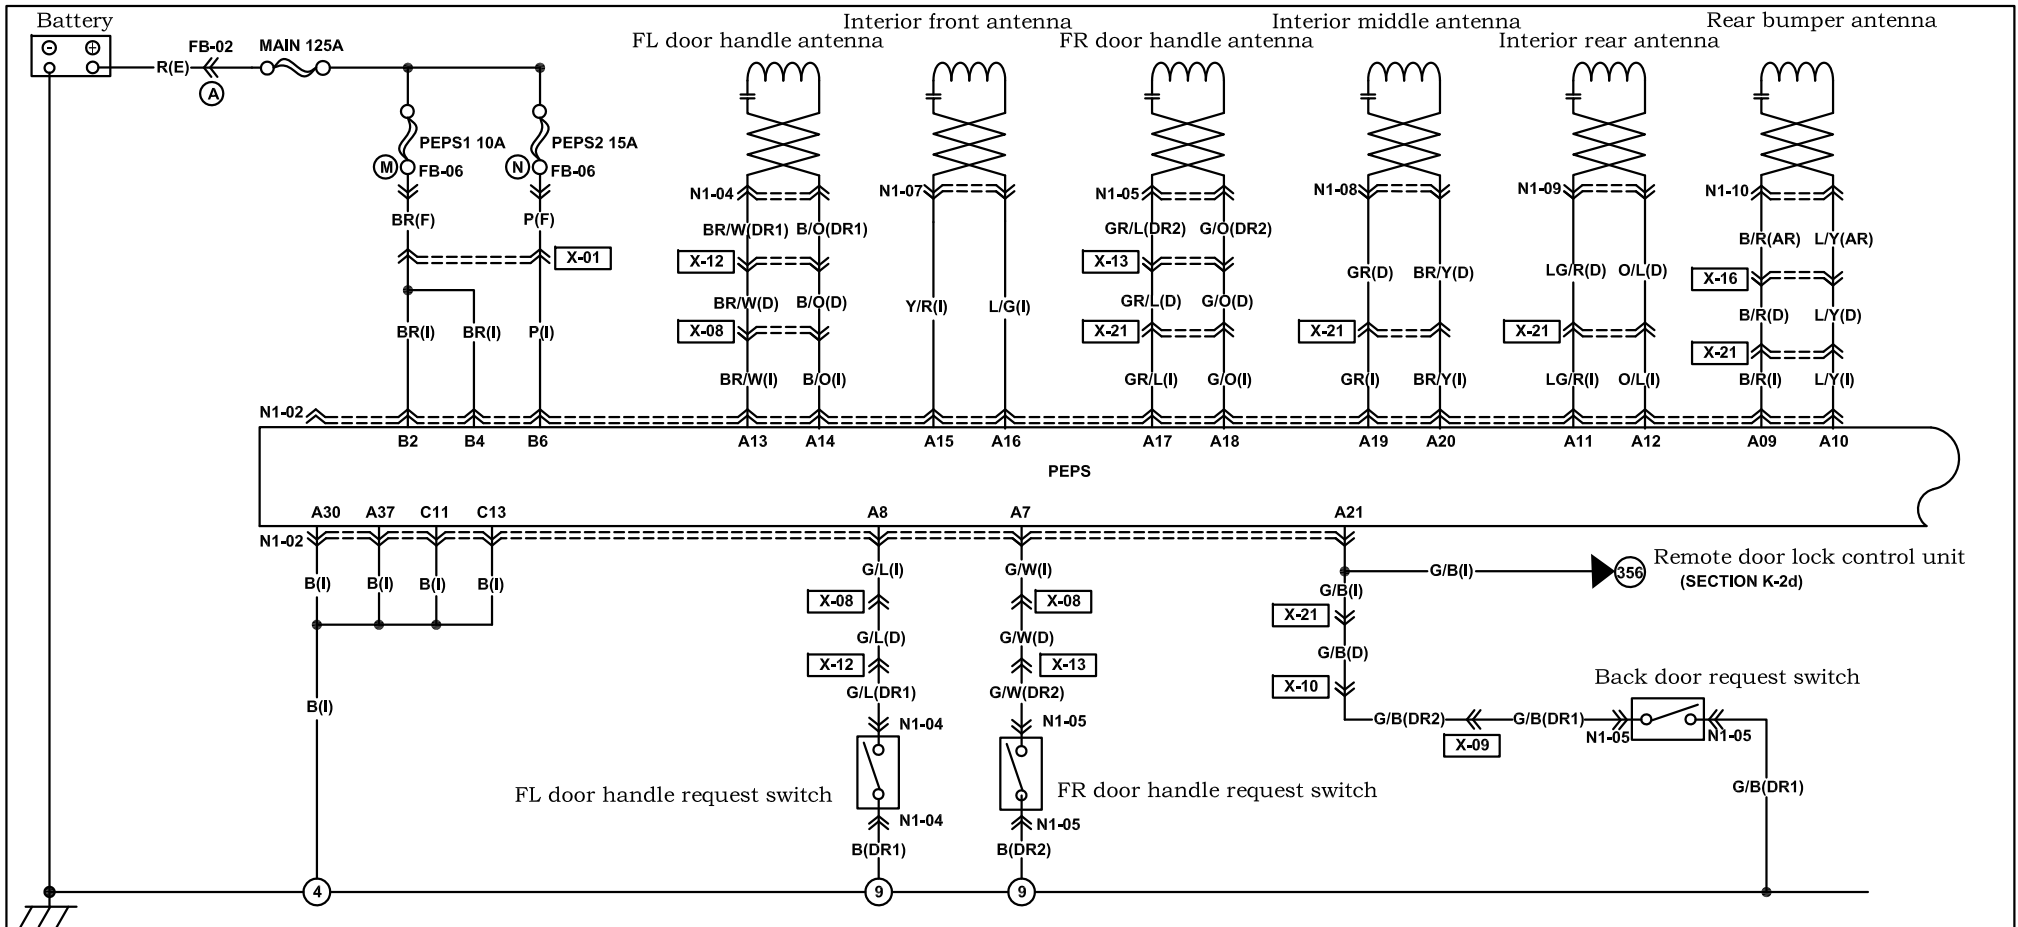 Battery
Interior front antenna
Interior middle antenna
Rear bumper antenna
FL door handle antenna
FR door handle antenna
Interior rear antenna
FB-02
MAIN 125A
R(E)
A
PEPS1 10A
PEPS2 15A
M
FB-06
N
FB-06
N1-04
N1-07
N1-05
N1-08
N1-09
N1-10
BR(F)
P(F)
BR/W(DR1)
B/O(DR1)
GR/L(DR2)
G/O(DR2)
B/R(AR)
L/Y(AR)
X-01
X-12
X-13
GR(D)
BR/Y(D)
LG/R(D)
O/L(D)
X-16
BR/W(D)
B/O(D)
Y/R(I)
L/G(I)
GR/L(D)
G/O(D)
B/R(D)
L/Y(D)
BR(I)
BR(I)
P(I)
X-08
X-21
X-21
X-21
X-21
BR/W(I)
B/O(I)
GR/L(I)
G/O(I)
GR(I)
BR/Y(I)
LG/R(I)
O/L(I)
B/R(I)
L/Y(I)
N1-02
B2
B4
B6
A13
A14
A15
A16
A17
A18
A19
A20
A11
A12
A09
A10
PEPS
A30
A37
C11
C13
A8
A7
A21
N1-02
B(I)
B(I)
B(I)
B(I)
G/L(I)
G/W(I)
G/B(I)
356
Remote door lock control unit
(SECTION K-2d)
G/B(I)
X-08
X-08
X-21
G/L(D)
G/W(D)
G/B(D)
X-12
X-13
X-10
Back door request switch
B(I)
G/L(DR1)
G/W(DR2)
G/B(DR2)
G/B(DR1)
N1-04
N1-05
N1-05
N1-05
X-09
FL door handle request switch
FR door handle request switch
G/B(DR1)
N1-04
N1-05
B(DR1)
B(DR2)
4
9
9